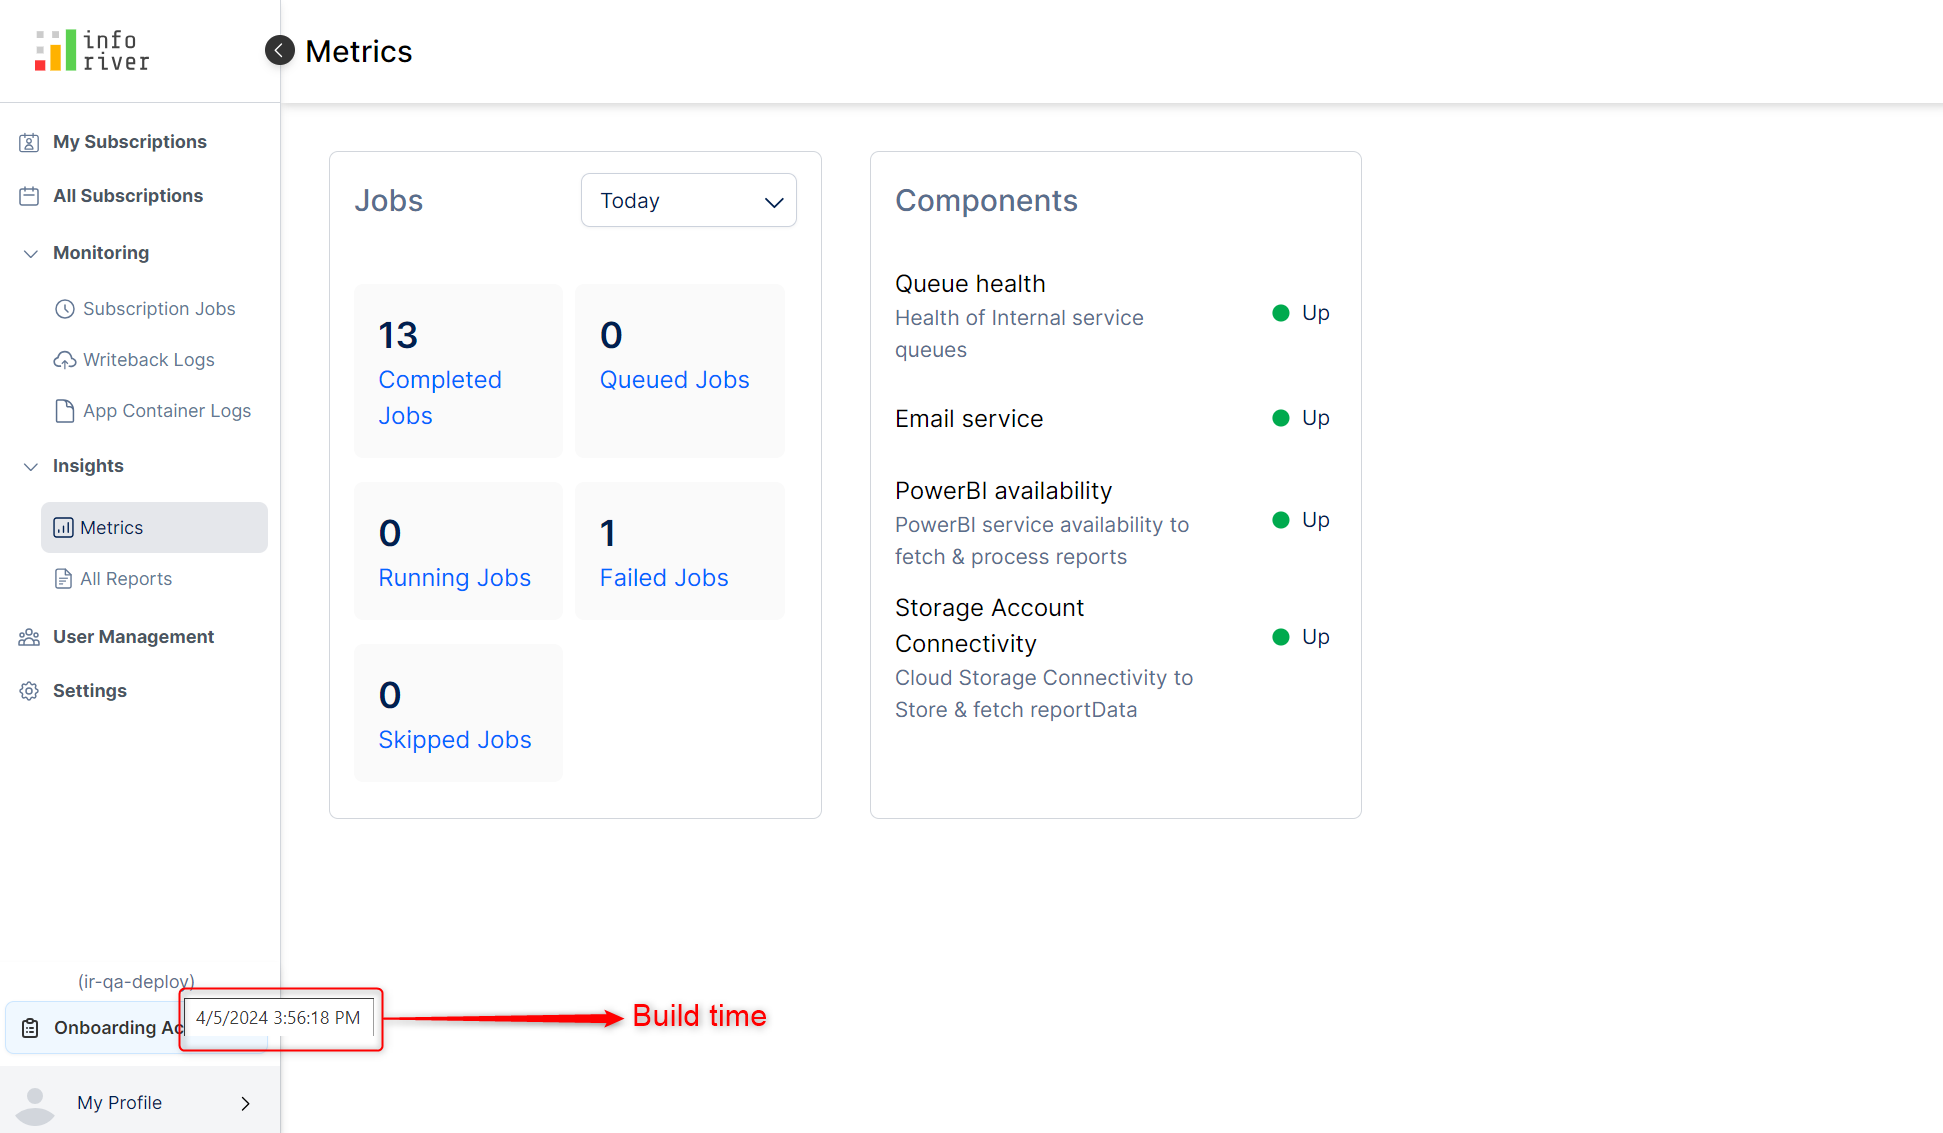 info
river
Metrics
My Subscriptions
All Subscriptions
Monitoring
Subscription Jobs
Writeback Logs
App Container Logs
Insights
Metrics
All Reports
User Management
Settings
(ir-qa-deploy)
Onboarding Ac
4/5/2024 3:56:18 PM
Build time
My Profile
Jobs
Today
13
Completed
Jobs
0
Queued Jobs
0
Running Jobs
1
Failed Jobs
0
Skipped Jobs
Components
Queue health
Health of Internal service
queues
Up
Email service
Up
PowerBI availability
PowerBI service availability to
fetch & process reports
Up
Storage Account
Connectivity
Cloud Storage Connectivity to
Store & fetch reportData
Up